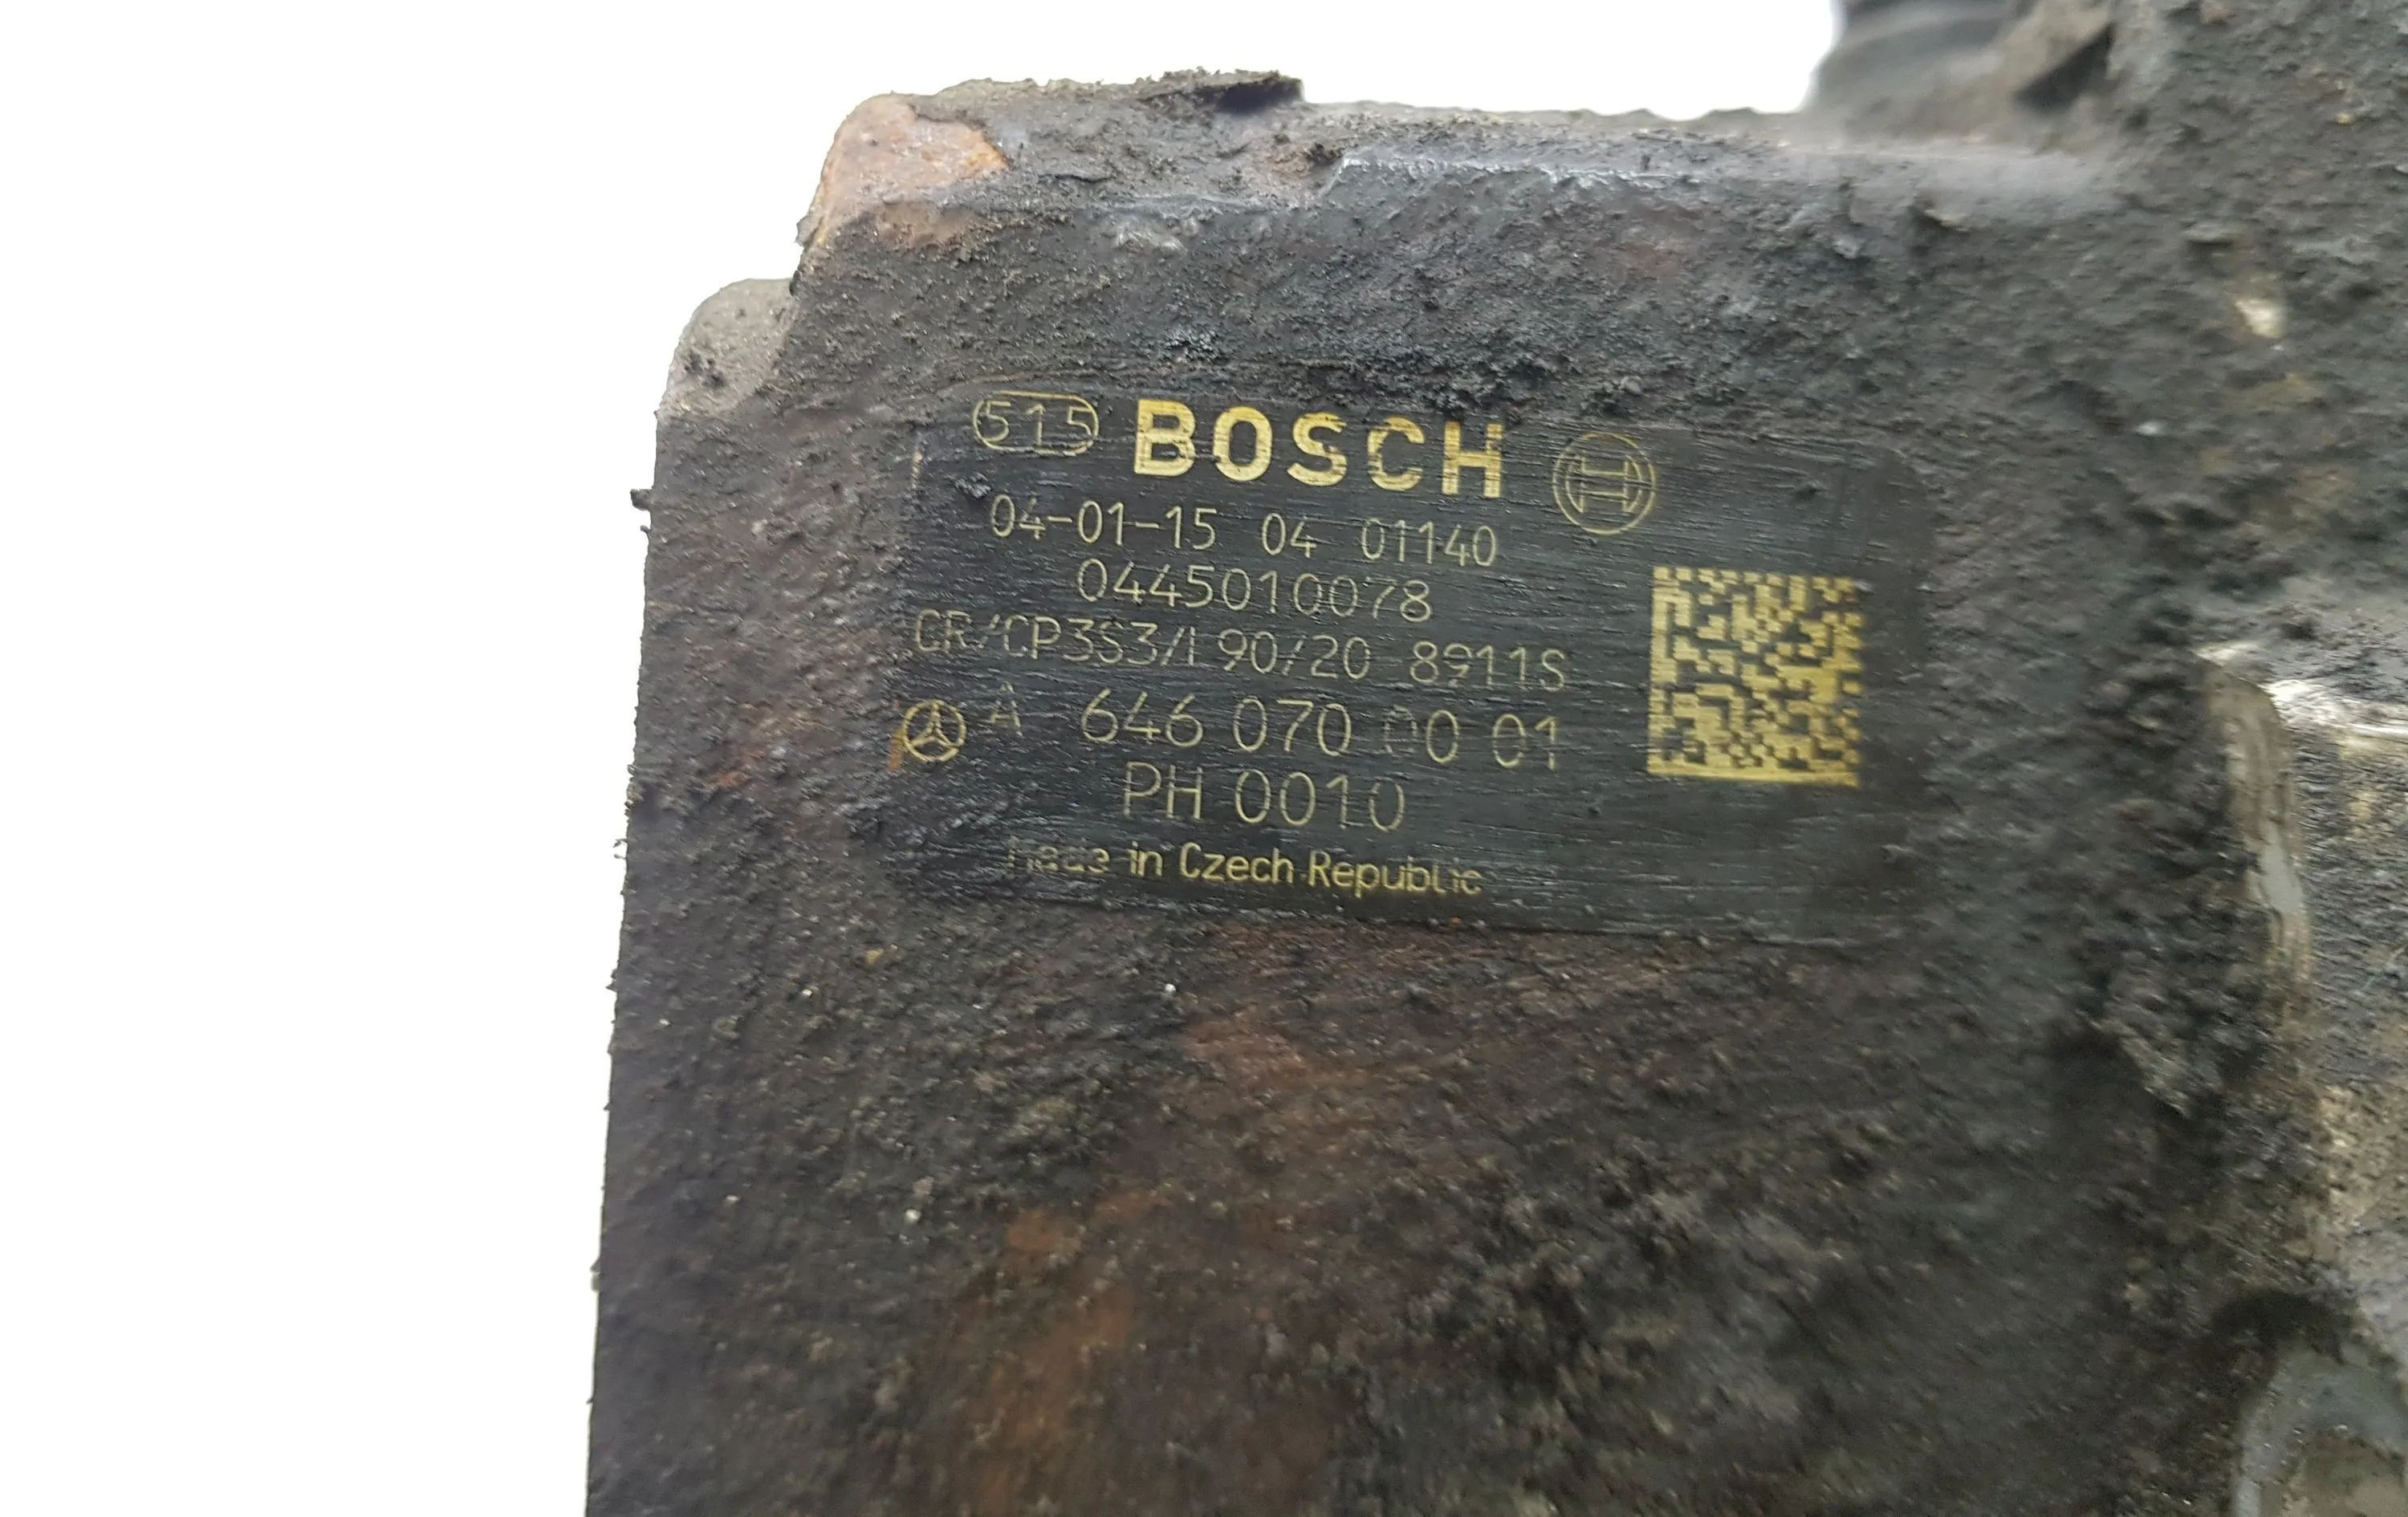 515 BOSCH
04-01-15 04 01140
0445010078
CR/CP3S3/L90/20-8911S
A 646 070 00 01
PH 0010
Made in Czech Republic